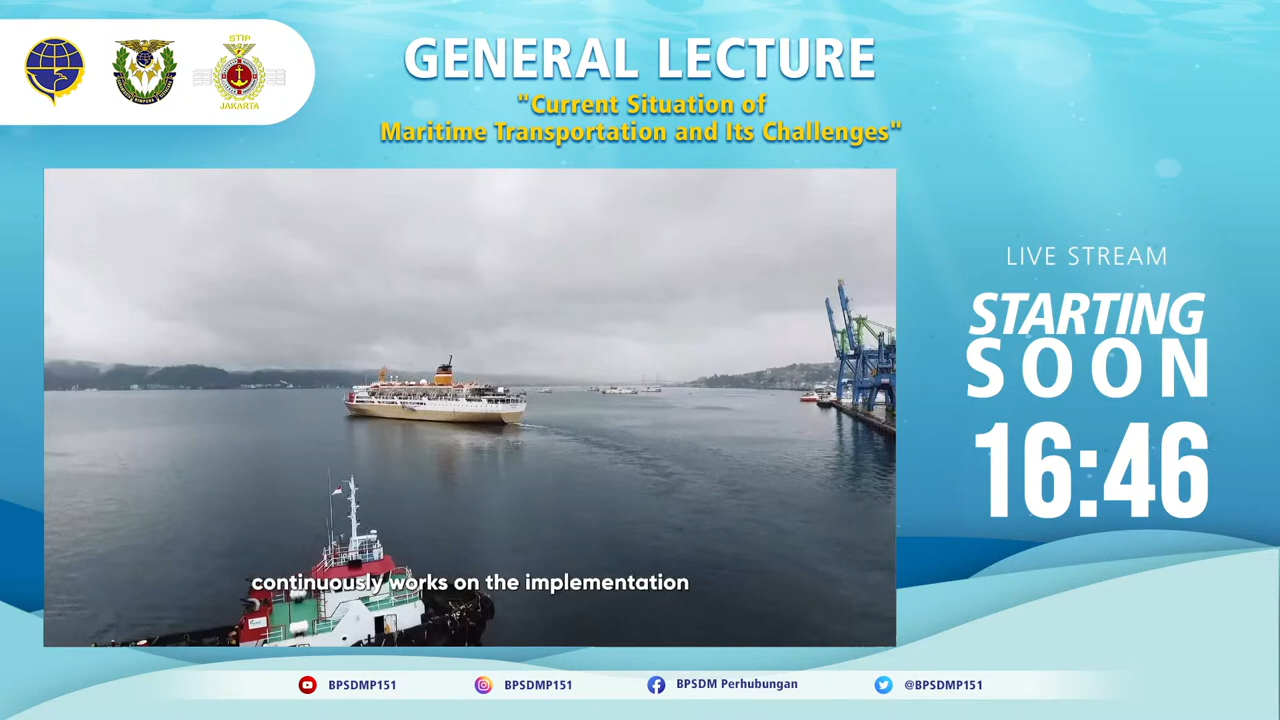 STIP
JAKARTA
GENERAL LECTURE
"Current Situation of
Maritime Transportation and Its Challenges"
LIVE STREAM
STARTING
SOON
16:46
continuously works on the implementation
BPSDMP151
BPSDMP151
BPSDM Perhubungan
@BPSDMP151